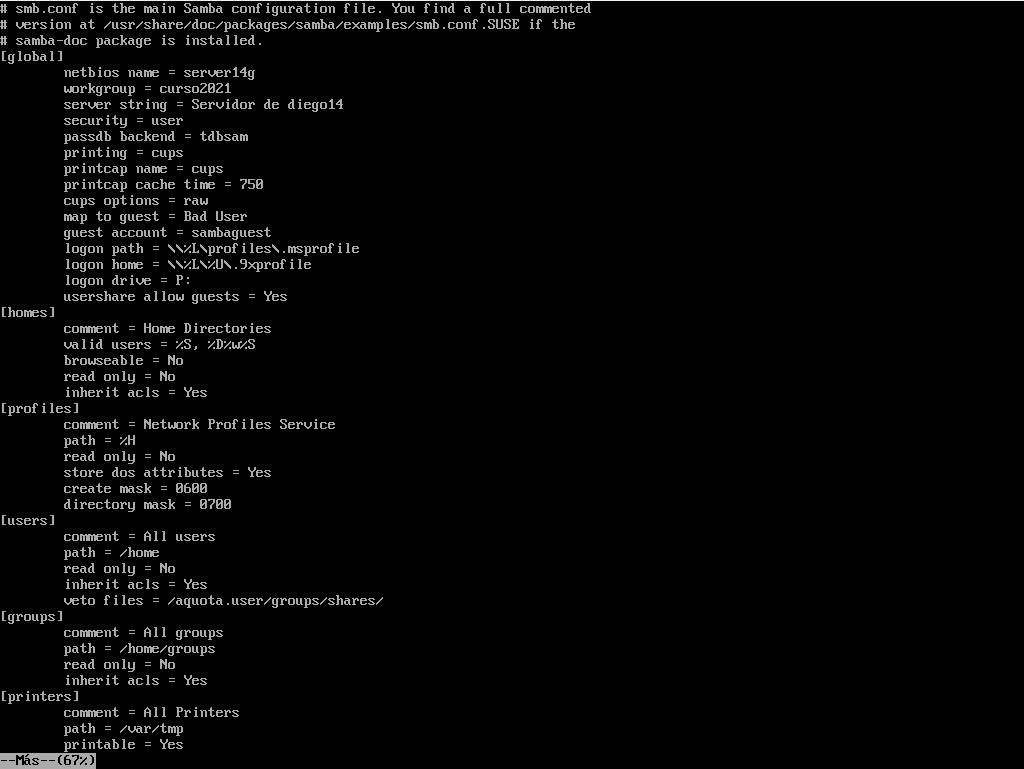 # smb.conf is the main Samba configuration file. You find a full commented
# version at /usr/share/doc/packages/samba/examples/smb.conf.SUSE if the
# samba-doc package is installed.
[global]
        netbios name = server14g
        workgroup = curso2021
        server string = Servidor de diego14
        security = user
        passdb backend = tdbsam
        printing = cups
        printcap name = cups
        printcap cache time = 750
        cups options = raw
        map to guest = Bad User
        guest account = sambaguest
        logon path = \\%L\profiles\.msprofile
        logon home = \\%L\%U\.9xprofile
        logon drive = P:
        usershare allow guests = Yes
[homes]
        comment = Home Directories
        valid users = %S, %D%w%S
        browseable = No
        read only = No
        inherit acls = Yes
[profiles]
        comment = Network Profiles Service
        path = %H
        read only = No
        store dos attributes = Yes
        create mask = 0600
        directory mask = 0700
[users]
        comment = All users
        path = /home
        read only = No
        inherit acls = Yes
        veto files = /aquota.user/groups/shares/
[groups]
        comment = All groups
        path = /home/groups
        read only = No
        inherit acls = Yes
[printers]
        comment = All Printers
        path = /var/tmp
        printable = Yes
--Más--(67%)